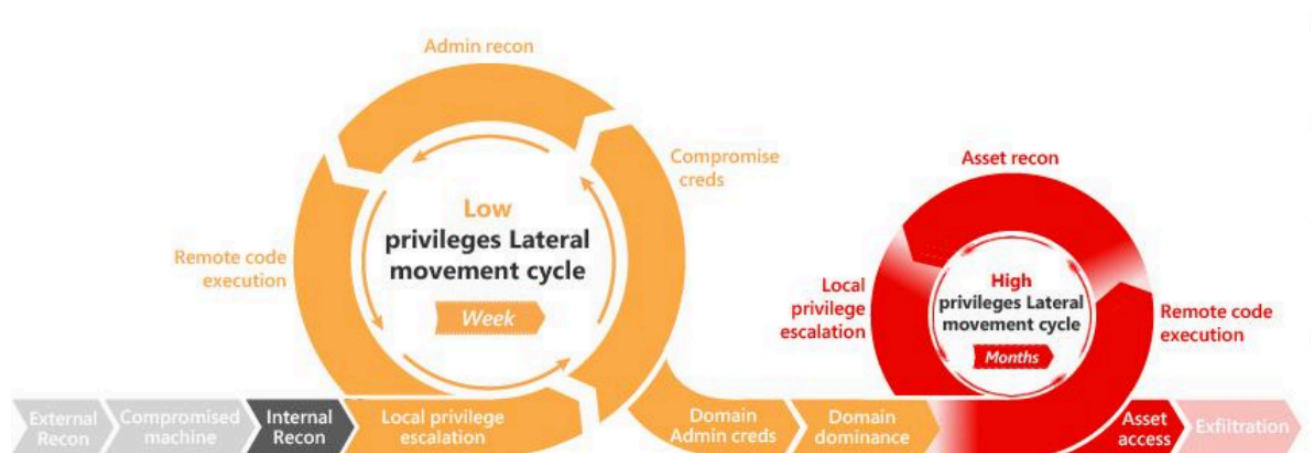 Admin recon
Compromise
creds
Low
privileges Lateral
movement cycle
Week
Remote code
execution
Asset recon
High
privileges Lateral
movement cycle
Months
Local
privilege
escalation
Remote code
execution
External
Recon
Compromised
machine
Internal
Recon
Local privilege
escalation
Domain
Admin creds
Domain
dominance
Asset
access
Exfiltration